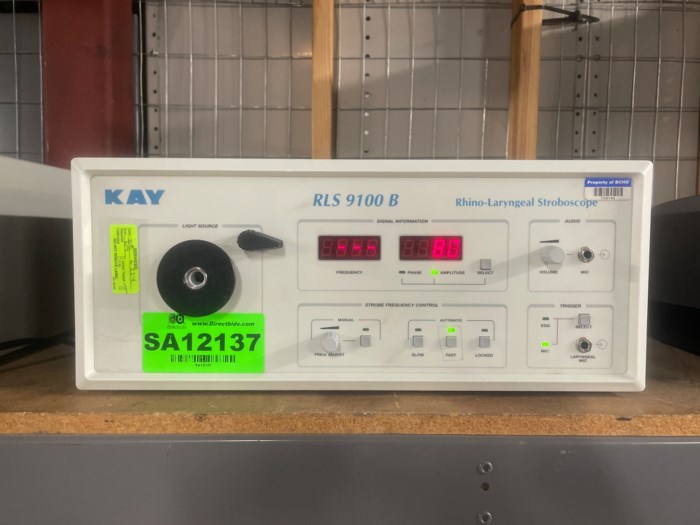 KAY
RLS 9100 B
Rhino-Laryngeal Stroboscope
Property of BCHD
LIGHT SOURCE
SIGNAL INFORMATION
AUDIO
FREQUENCY
PHASE
AMPLITUDE
SELECT
VOLUME
MIC
STROBE FREQUENCY CONTROL
MANUAL
AUTOMATIC
FREQ ADJUST
SLOW
FAST
LOCKED
TRIGGER
EGG
SELECT
MIC
LARYNGEAL
MIC
www.Directbids.com
SA12137